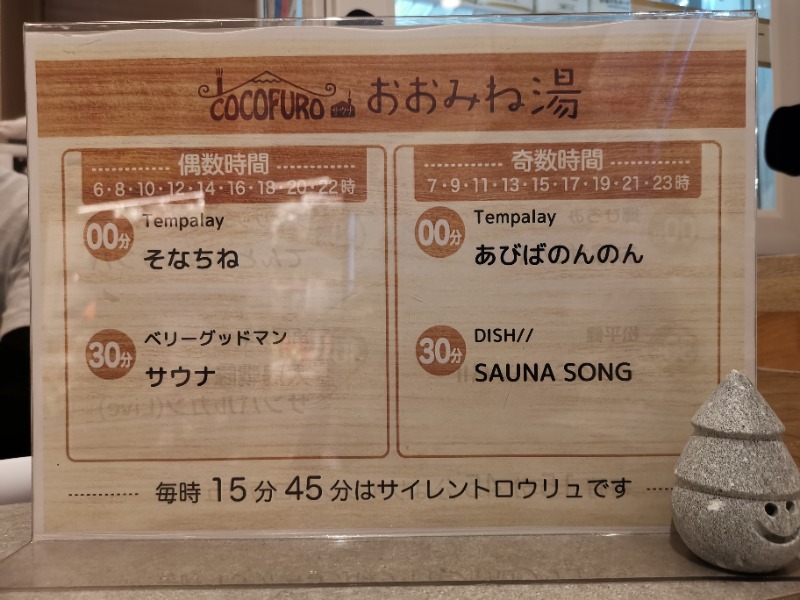 COCOFURO おおみね湯
偶数時間
6・8・10・12・14・16・18・20・22時
00分 Tempalay
そなちね
30分 ベリーグッドマン
サウナ
奇数時間
7・9・11・13・15・17・19・21・23時
00分 Tempalay
あびばのんのん
30分 DISH//
SAUNA SONG
毎時 15分 45分はサイレントロウリュです